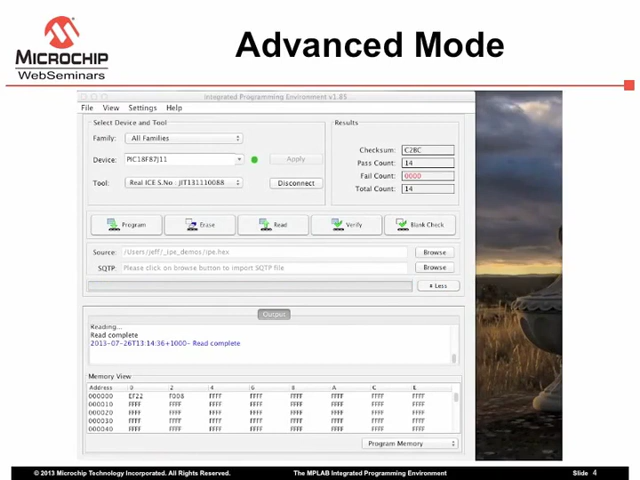 MICROCHIP
WebSeminars
Advanced Mode
Integrated Programming Environment v1.85
File View Settings Help
Select Device and Tool
Family: All Families
Device: PIC18F87J11 Apply
Tool: Real ICE S.No : JIT131110088 Disconnect
Results
Checksum: C2BC
Pass Count: 14
Fail Count: 0000
Total Count: 14
Program Erase Read Verify Blank Check
Source: /Users/jeff/_ipe_demos/ipe.hex Browse
SQTP: Please click on browse button to import SQTP file Browse
Less
Output
Reading...
Read complete
2013-07-26T13:14:36+1000- Read complete
Memory View
Address 0 2 4 6 8 A C E
000000 EF22 F008 FFFF FFFF FFFF FFFF FFFF FFFF
000010 FFFF FFFF FFFF FFFF FFFF FFFF FFFF FFFF
000020 FFFF FFFF FFFF FFFF FFFF FFFF FFFF FFFF
000030 FFFF FFFF FFFF FFFF FFFF FFFF FFFF FFFF
000040 FFFF FFFF FFFF FFFF FFFF FFFF FFFF FFFF
Program Memory
© 2013 Microchip Technology Incorporated. All Rights Reserved. The MPLAB Integrated Programming Environment Slide 4